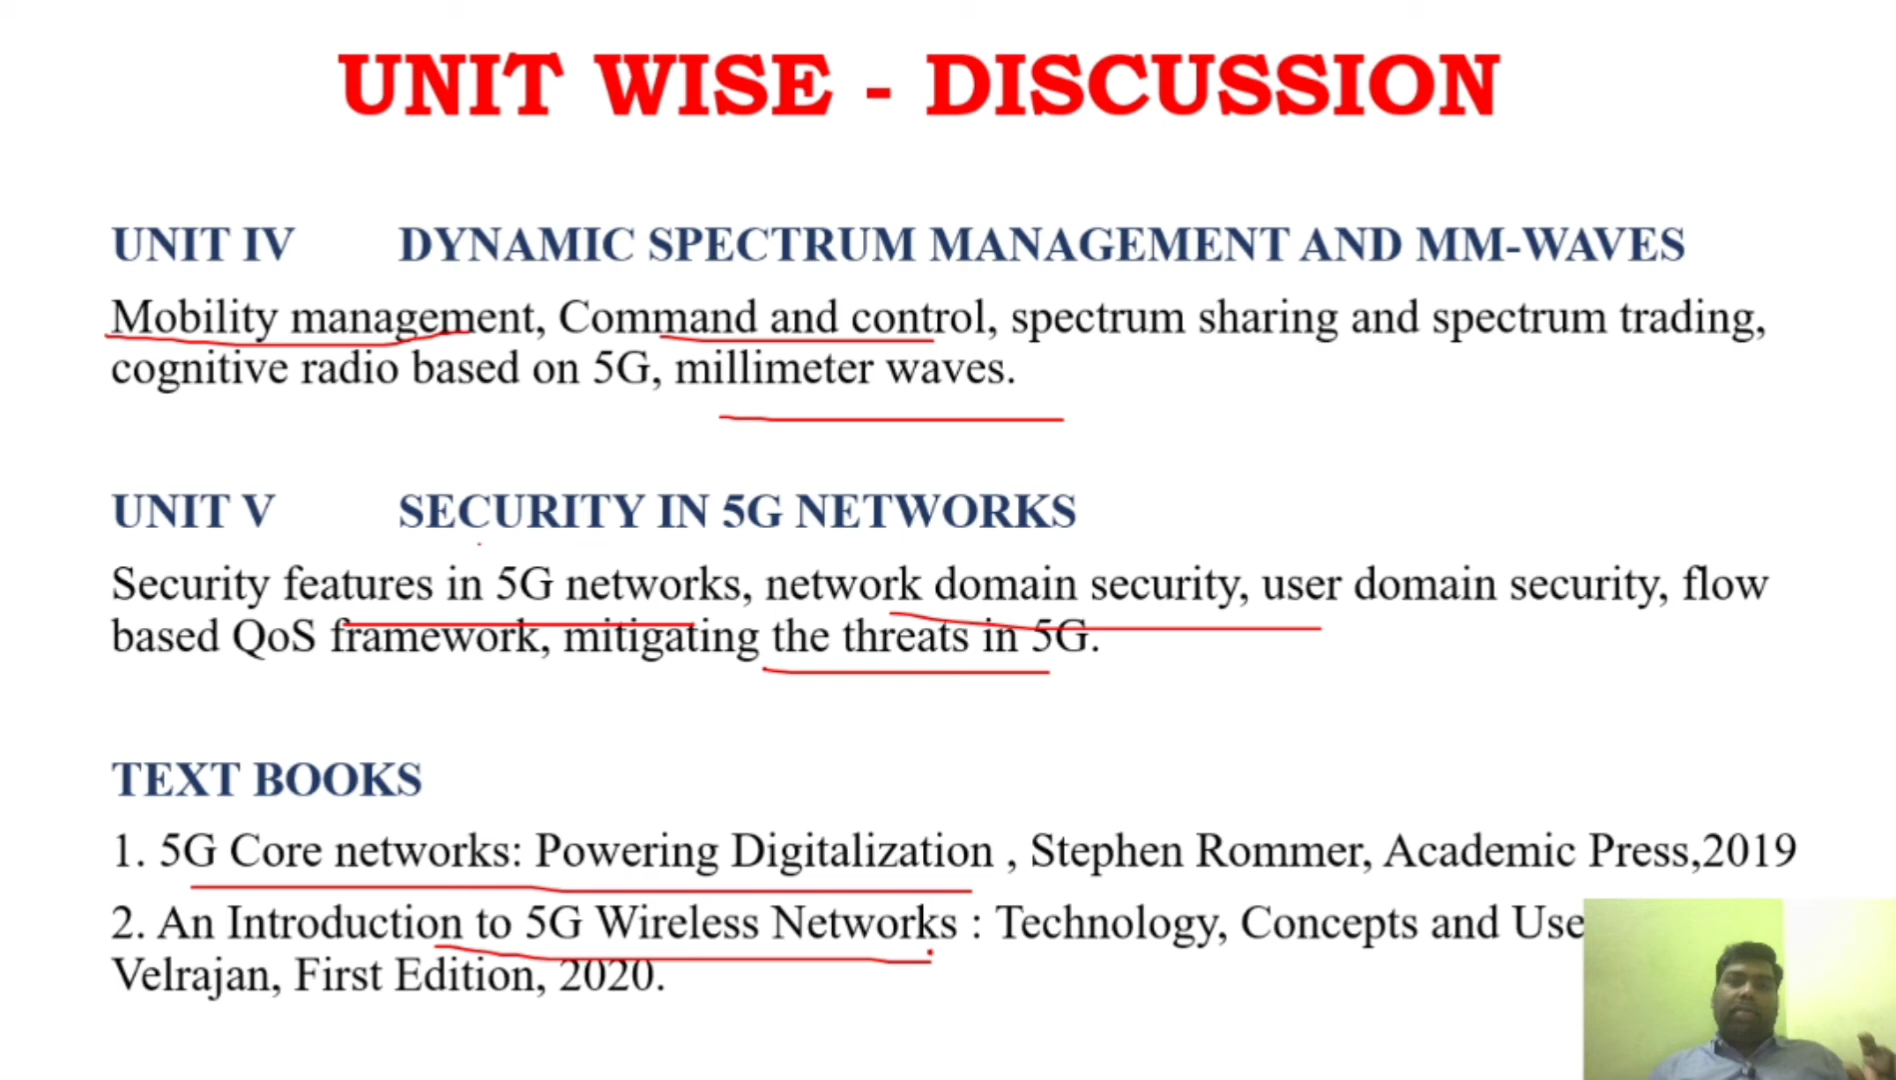 UNIT WISE - DISCUSSION
UNIT IV DYNAMIC SPECTRUM MANAGEMENT AND MM-WAVES
Mobility management, Command and control, spectrum sharing and spectrum trading,
cognitive radio based on 5G, millimeter waves.
UNIT V SECURITY IN 5G NETWORKS
Security features in 5G networks, network domain security, user domain security, flow
based QoS framework, mitigating the threats in 5G.
TEXT BOOKS
1. 5G Core networks: Powering Digitalization , Stephen Rommer, Academic Press,2019
2. An Introduction to 5G Wireless Networks : Technology, Concepts and Use
Velrajan, First Edition, 2020.